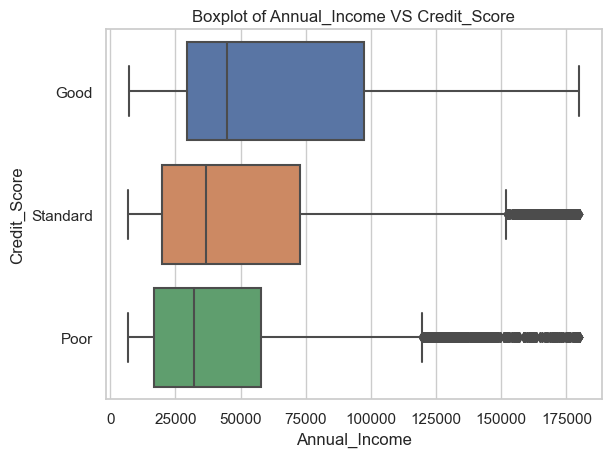 Boxplot of Annual_Income VS Credit_Score
Credit_Score
Good
Standard
Poor
0 25000 50000 75000 100000 125000 150000 175000
Annual_Income